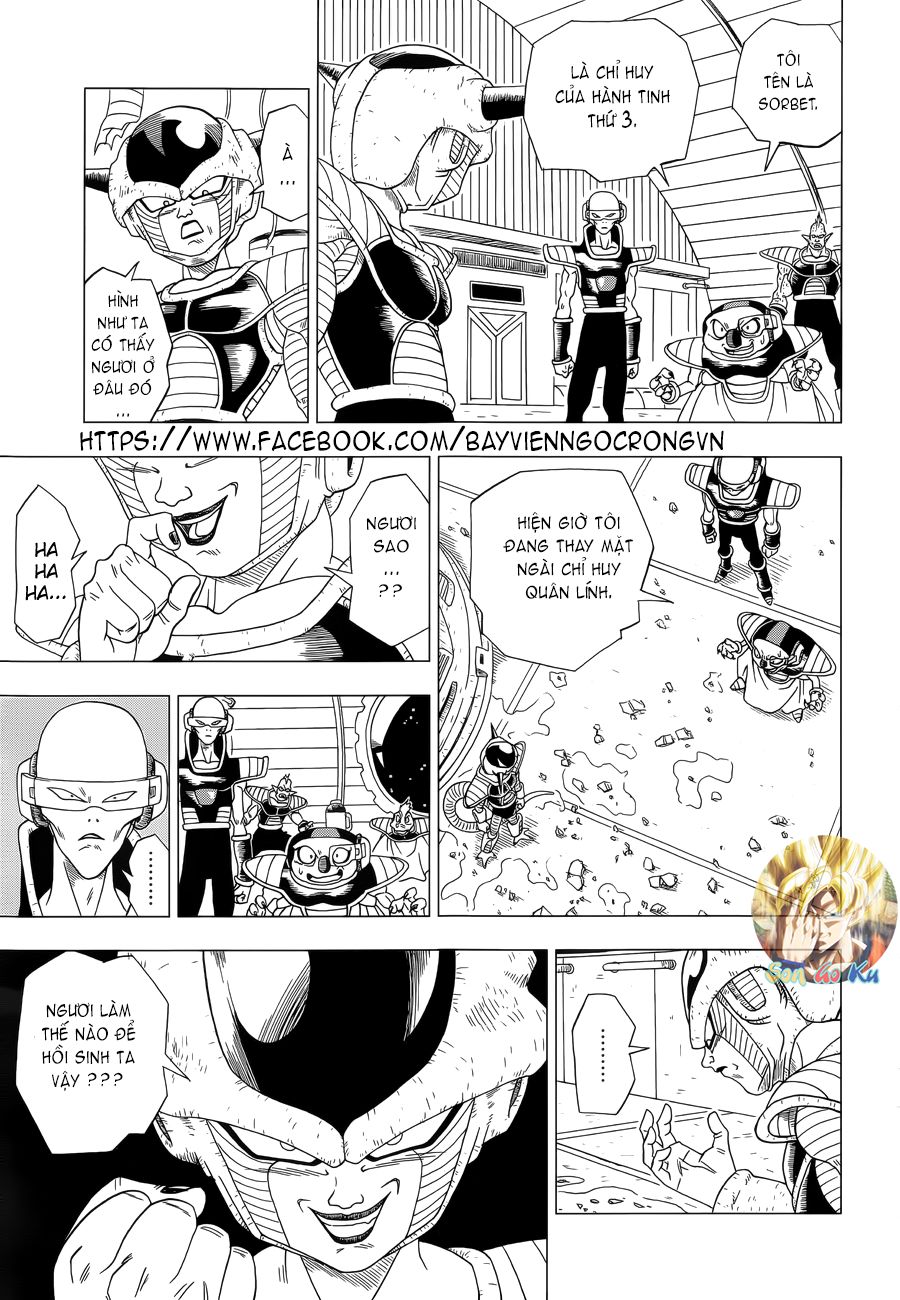 TÔI
TÊN LÀ
SORBET.
LÀ CHỈ HUY
CỦA HÀNH TINH
THỨ 3.
À
...
HÌNH
NHƯ TA
CÓ THẤY
NGƯƠI Ở
ĐÂU ĐÓ
...
HTTPS://WWW.FACEBOOK.COM/BAYVIENNGOCRONGVN
HIỆN GIỜ TÔI
ĐANG THAY MẶT
NGÀI CHỈ HUY
QUÂN LÍNH.
NGƯƠI
SAO
...
??
HA
HA
HA...
........
........
Son Go Ku
NGƯƠI LÀM
THẾ NÀO ĐỂ
HỒI SINH TA
VẬY ???